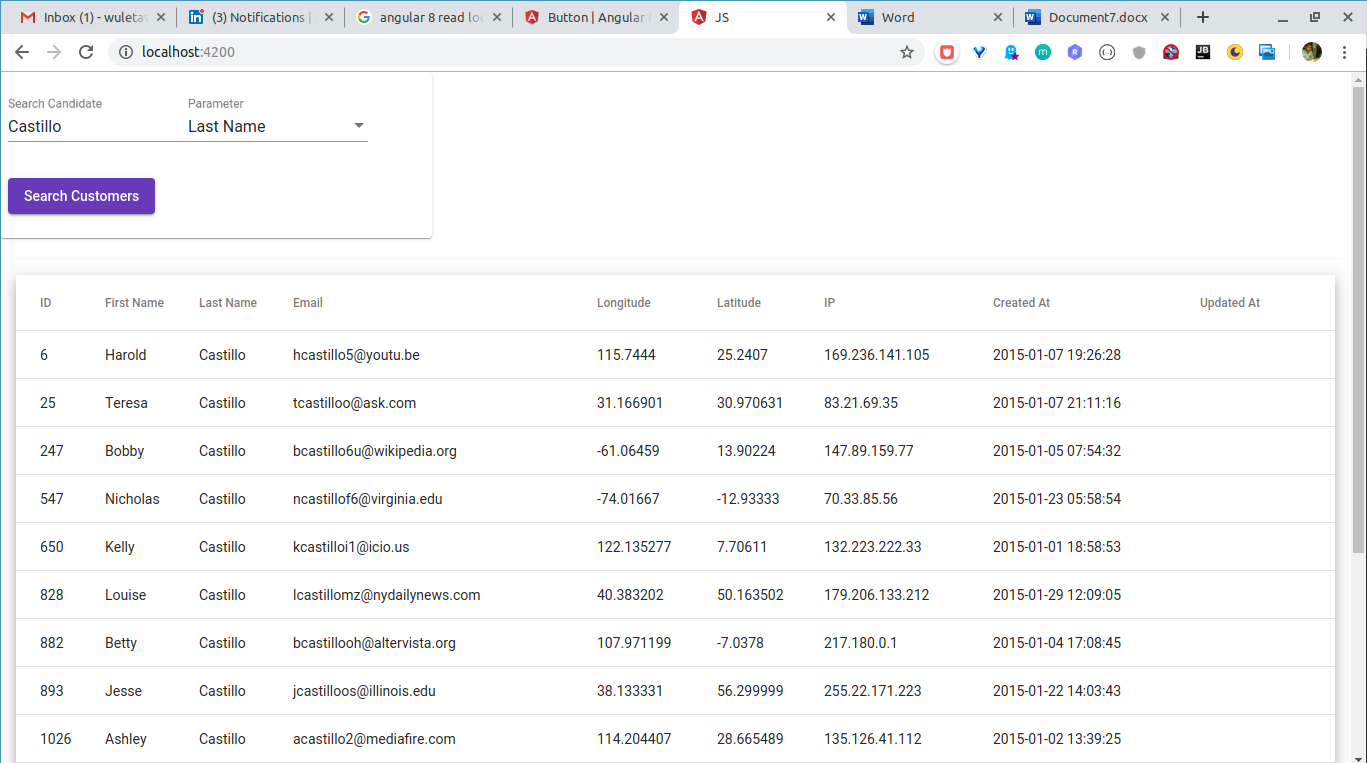 Inbox (1) - wuleta
(3) Notifications |
angular 8 read lo
Button | Angular
JS
Word
Document7.docx
localhost:4200
Search Candidate Parameter
Castillo Last Name
Search Customers
ID First Name Last Name Email Longitude Latitude IP Created At Updated At
6 Harold Castillo hcastillo5@youtu.be 115.7444 25.2407 169.236.141.105 2015-01-07 19:26:28
25 Teresa Castillo tcastilloo@ask.com 31.166901 30.970631 83.21.69.35 2015-01-07 21:11:16
247 Bobby Castillo bcastillo6u@wikipedia.org -61.06459 13.90224 147.89.159.77 2015-01-05 07:54:32
547 Nicholas Castillo ncastillof6@virginia.edu -74.01667 -12.93333 70.33.85.56 2015-01-23 05:58:54
650 Kelly Castillo kcastilloi1@icio.us 122.135277 7.70611 132.223.222.33 2015-01-01 18:58:53
828 Louise Castillo lcastillomz@nydailynews.com 40.383202 50.163502 179.206.133.212 2015-01-29 12:09:05
882 Betty Castillo bcastillooh@altervista.org 107.971199 -7.0378 217.180.0.1 2015-01-04 17:08:45
893 Jesse Castillo jcastilloos@illinois.edu 38.133331 56.299999 255.22.171.223 2015-01-22 14:03:43
1026 Ashley Castillo acastillo2@mediafire.com 114.204407 28.665489 135.126.41.112 2015-01-02 13:39:25